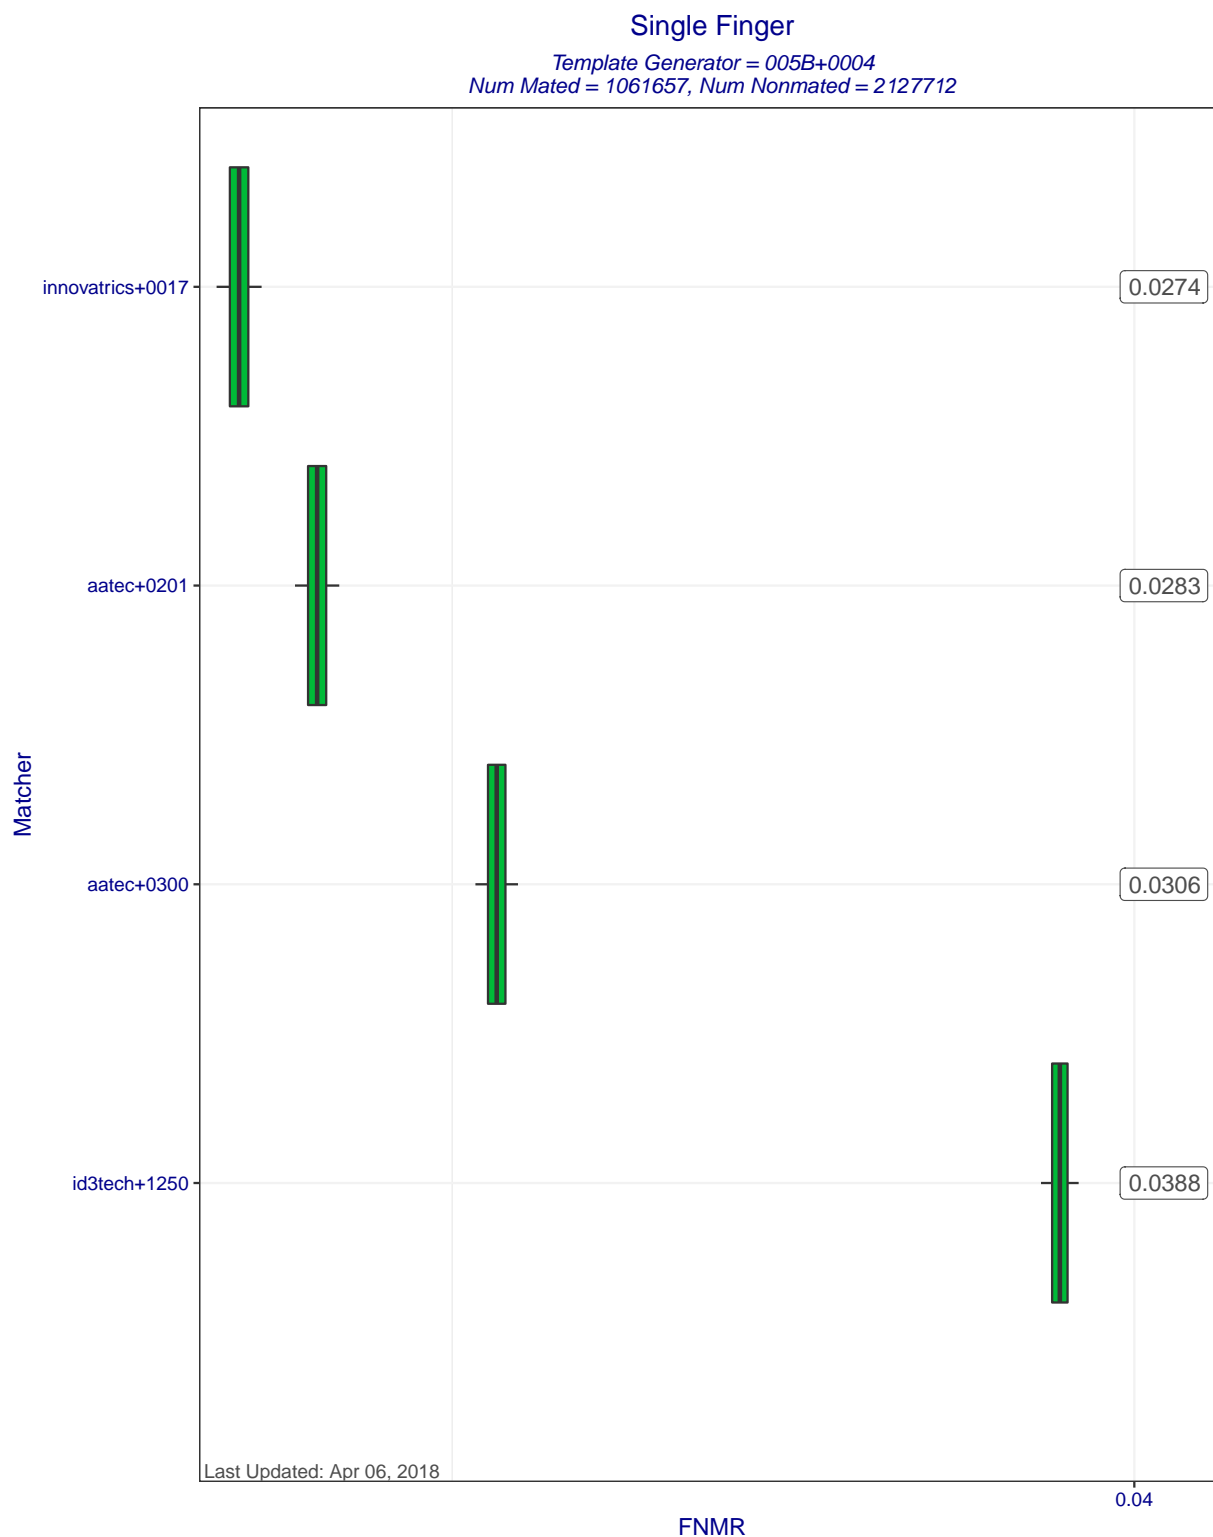 Single Finger
Template Generator = 005B+0004
Num Mated = 1061657, Num Nonmated = 2127712
innovatrics+0017
0.0274
aatec+0201
0.0283
Matcher
aatec+0300
0.0306
id3tech+1250
0.0388
Last Updated: Apr 06, 2018
0.04
FNMR